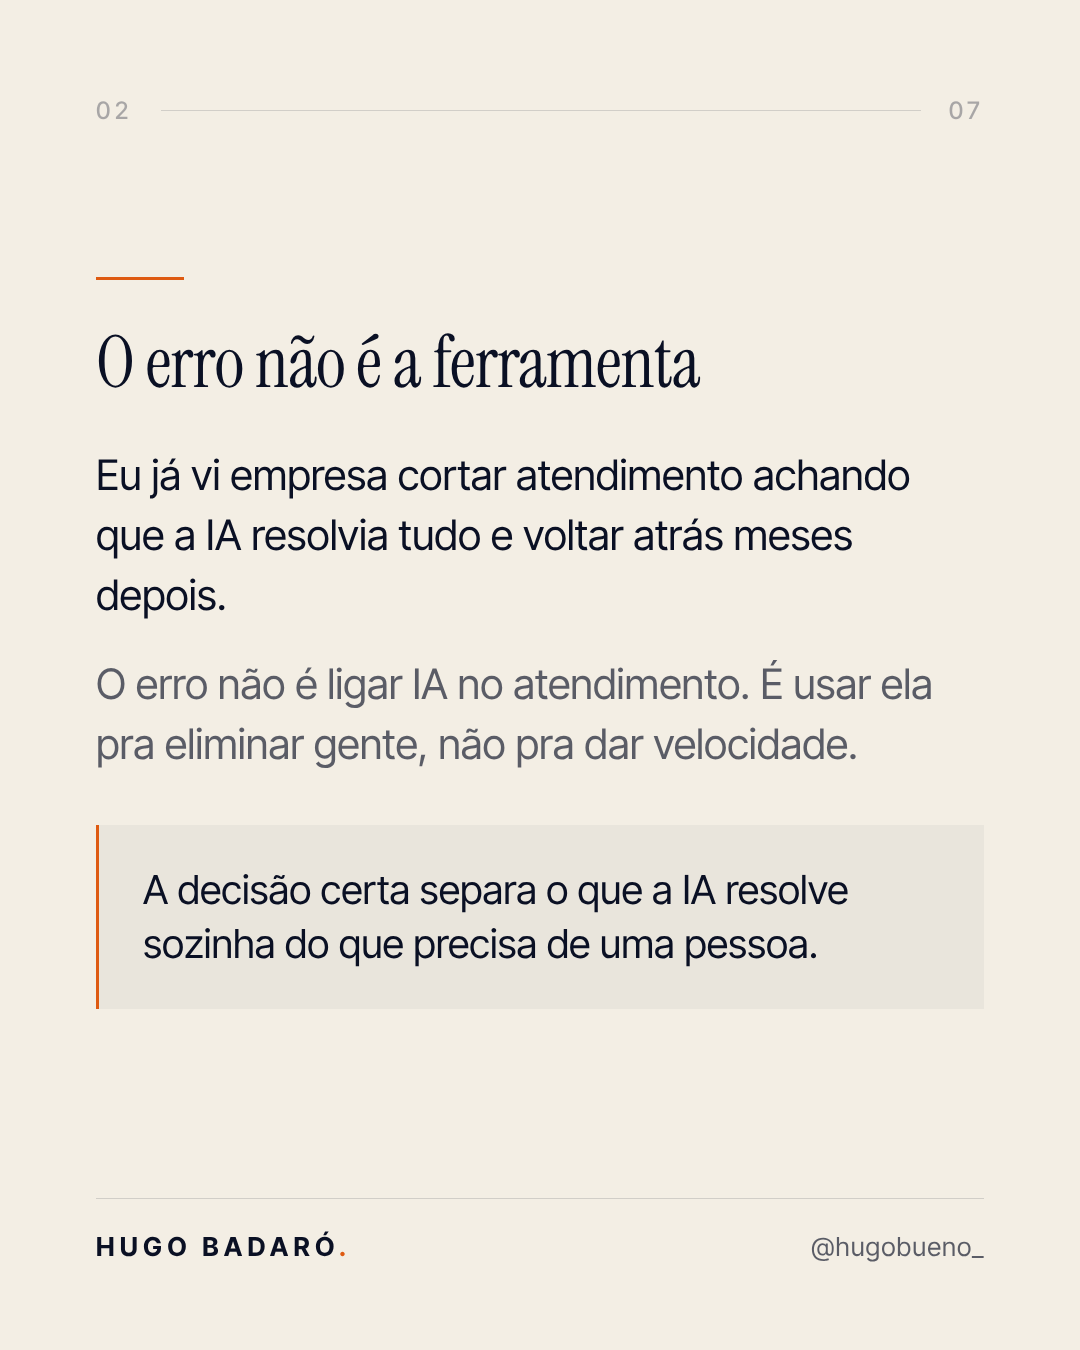 02 07
O erro não é a ferramenta
Eu já vi empresa cortar atendimento achando
que a IA resolvia tudo e voltar atrás meses
depois.
O erro não é ligar IA no atendimento. É usar ela
pra eliminar gente, não pra dar velocidade.
A decisão certa separa o que a IA resolve
sozinha do que precisa de uma pessoa.
HUGO BADARÓ. @hugobueno_